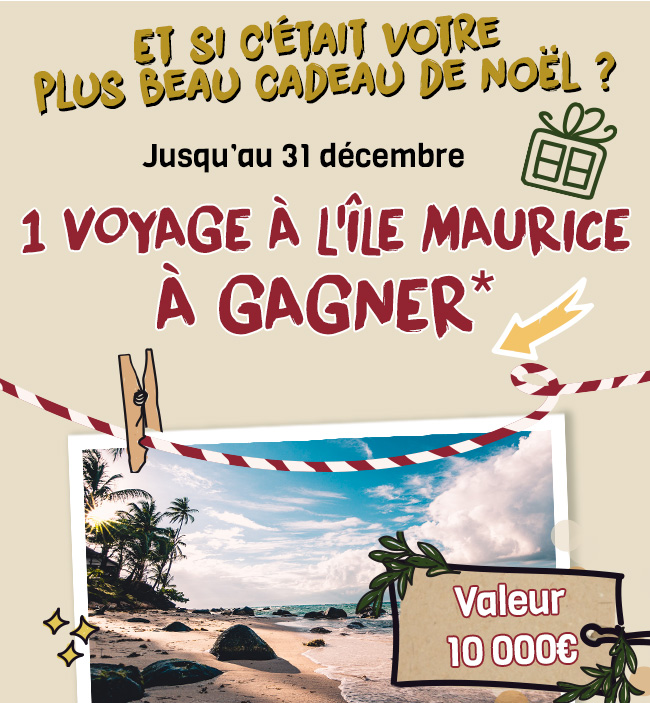 ET SI C'ÉTAIT VOTRE
PLUS BEAU CADEAU DE NOËL ?
Jusqu'au 31 décembre
1 VOYAGE À L'ÎLE MAURICE
À GAGNER*
Valeur
10 000€